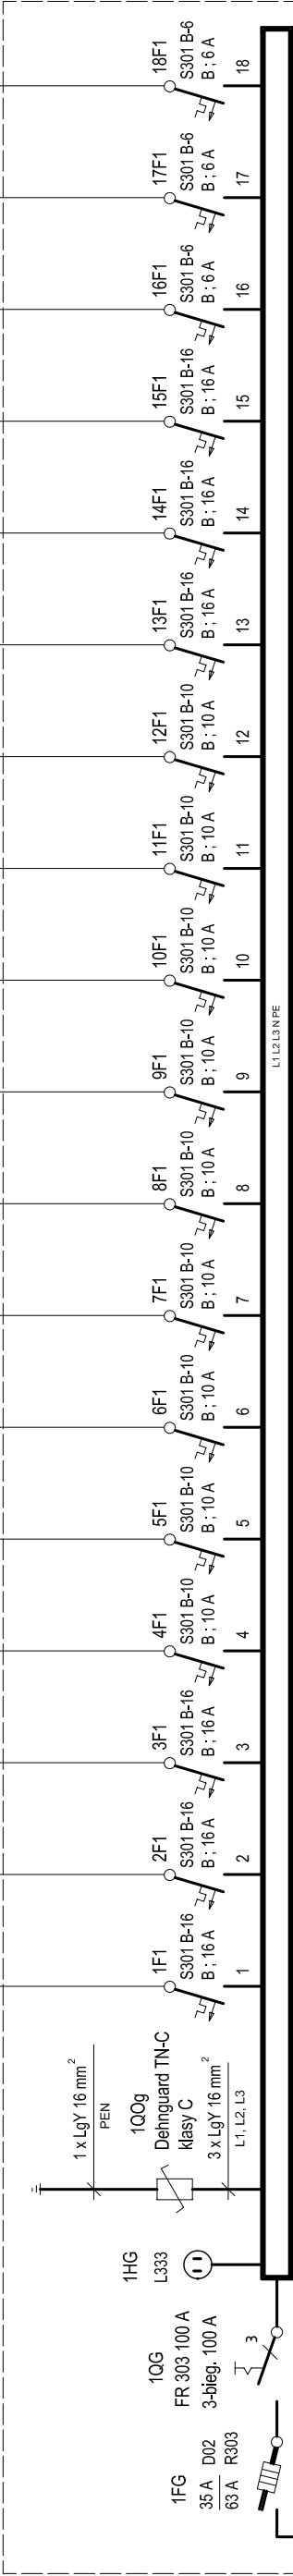 1FG
35 A D02
63 A R303
1QG
FR 303 100 A
3-bieg. 100 A
3
1HG
L333
1 x LgY 16 mm²
PEN
1QOg
Dehnguard TN-C
klasy C
3 x LgY 16 mm²
L1, L2, L3
1F1
S301 B-16
B ; 16 A
1
2F1
S301 B-16
B ; 16 A
2
3F1
S301 B-16
B ; 16 A
3
4F1
S301 B-10
B ; 10 A
4
5F1
S301 B-10
B ; 10 A
5
6F1
S301 B-10
B ; 10 A
6
7F1
S301 B-10
B ; 10 A
7
8F1
S301 B-10
B ; 10 A
8
9F1
S301 B-10
B ; 10 A
9
10F1
S301 B-10
B ; 10 A
10
11F1
S301 B-10
B ; 10 A
11
12F1
S301 B-10
B ; 10 A
12
13F1
S301 B-16
B ; 16 A
13
14F1
S301 B-16
B ; 16 A
14
15F1
S301 B-16
B ; 16 A
15
16F1
S301 B-6
B ; 6 A
16
17F1
S301 B-6
B ; 6 A
17
18F1
S301 B-6
B ; 6 A
18
L1 L2 L3 N PE